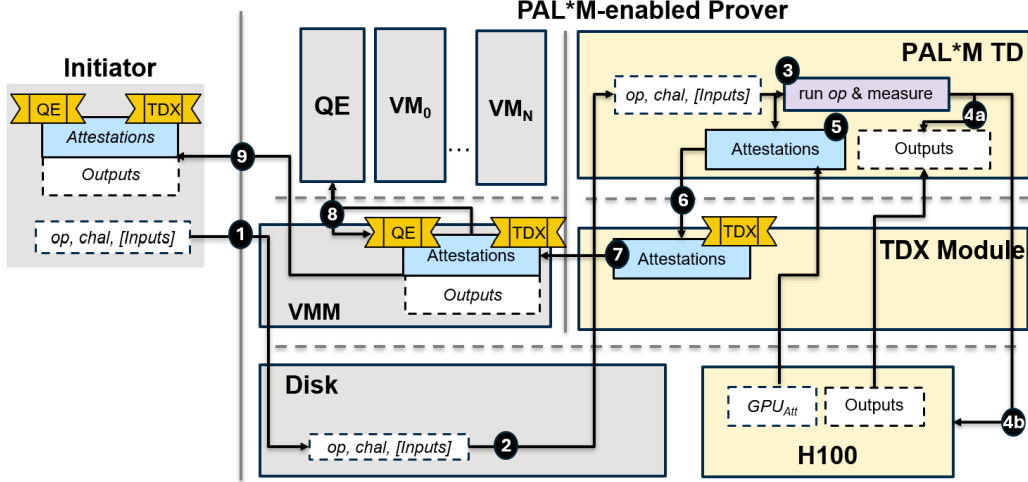 PAL*M-enabled Prover
Initiator
QE
TDX
Attestations
Outputs
op, chal, [Inputs]
9
1
QE
VM0
...
VMN
8
QE
TDX
Attestations
Outputs
VMM
PAL*M TD
op, chal, [Inputs]
3
run op & measure
4a
5
Attestations
Outputs
6
TDX
7
Attestations
TDX Module
Disk
op, chal, [Inputs]
2
GPUAtt
Outputs
4b
H100